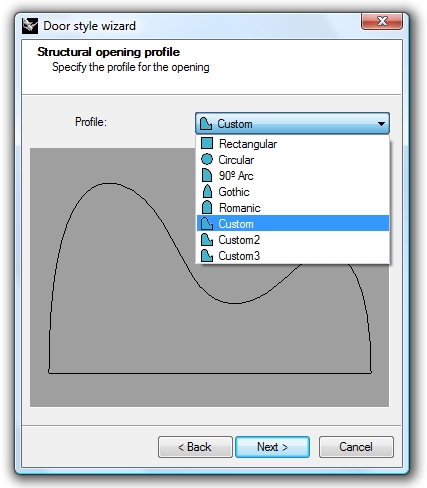 Door style wizard
Structural opening profile
Specify the profile for the opening
Profile: Custom
Rectangular
Circular
90º Arc
Gothic
Romanic
Custom
Custom2
Custom3
< Back Next > Cancel